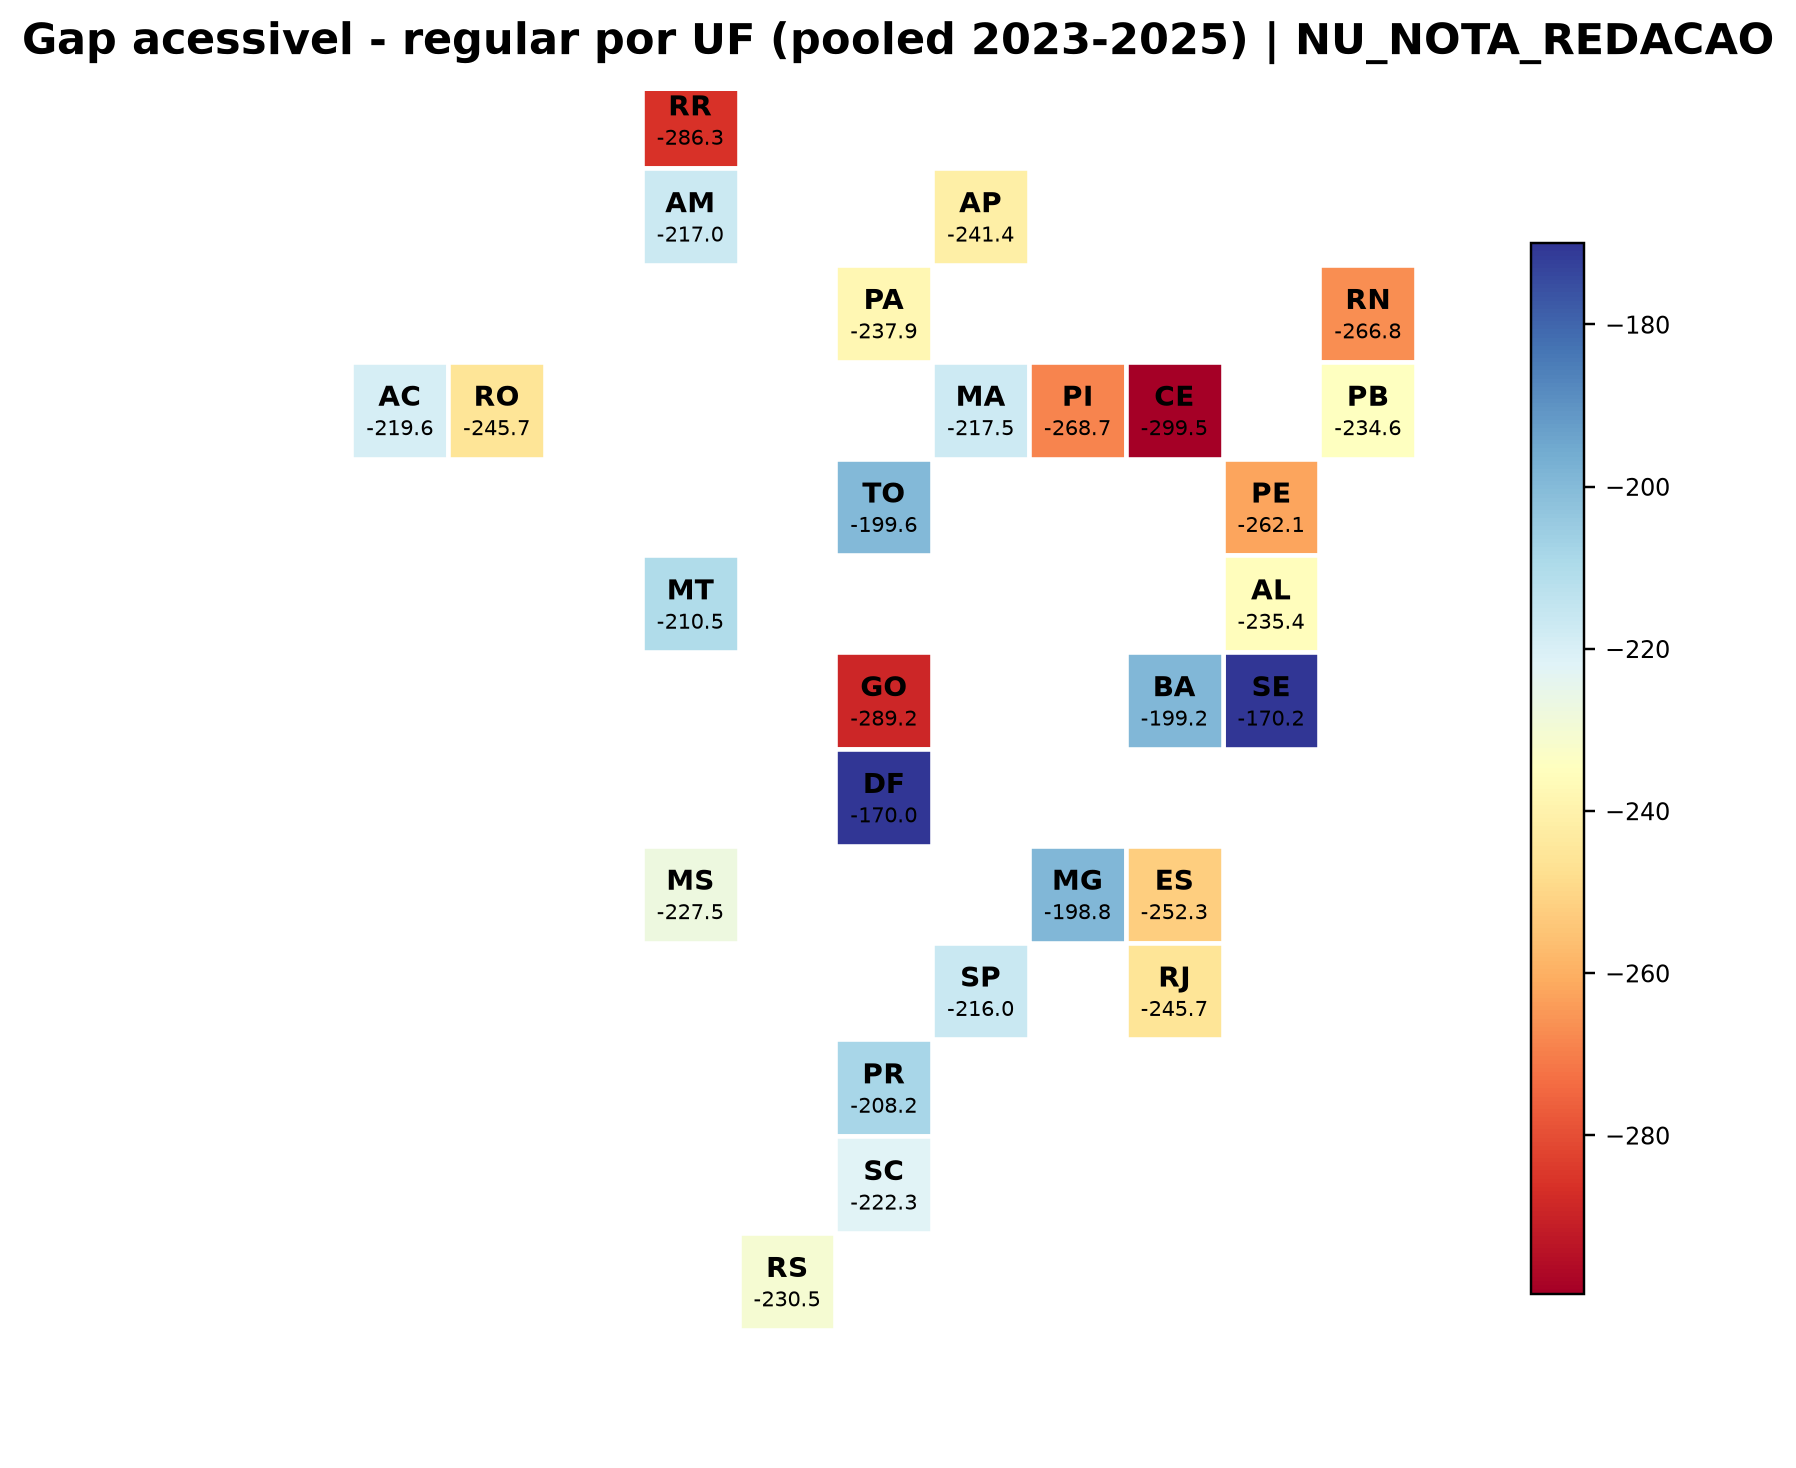 Gap acessivel - regular por UF (pooled 2023-2025) | NU_NOTA_REDACAO
RR
-286.3
AM
-217.0
AP
-241.4
PA
-237.9
RN
-266.8
AC
-219.6
RO
-245.7
MA
-217.5
PI
-268.7
CE
-299.5
PB
-234.6
TO
-199.6
PE
-262.1
MT
-210.5
AL
-235.4
GO
-289.2
BA
-199.2
SE
-170.2
DF
-170.0
MS
-227.5
MG
-198.8
ES
-252.3
SP
-216.0
RJ
-245.7
PR
-208.2
SC
-222.3
RS
-230.5
−180
−200
−220
−240
−260
−280